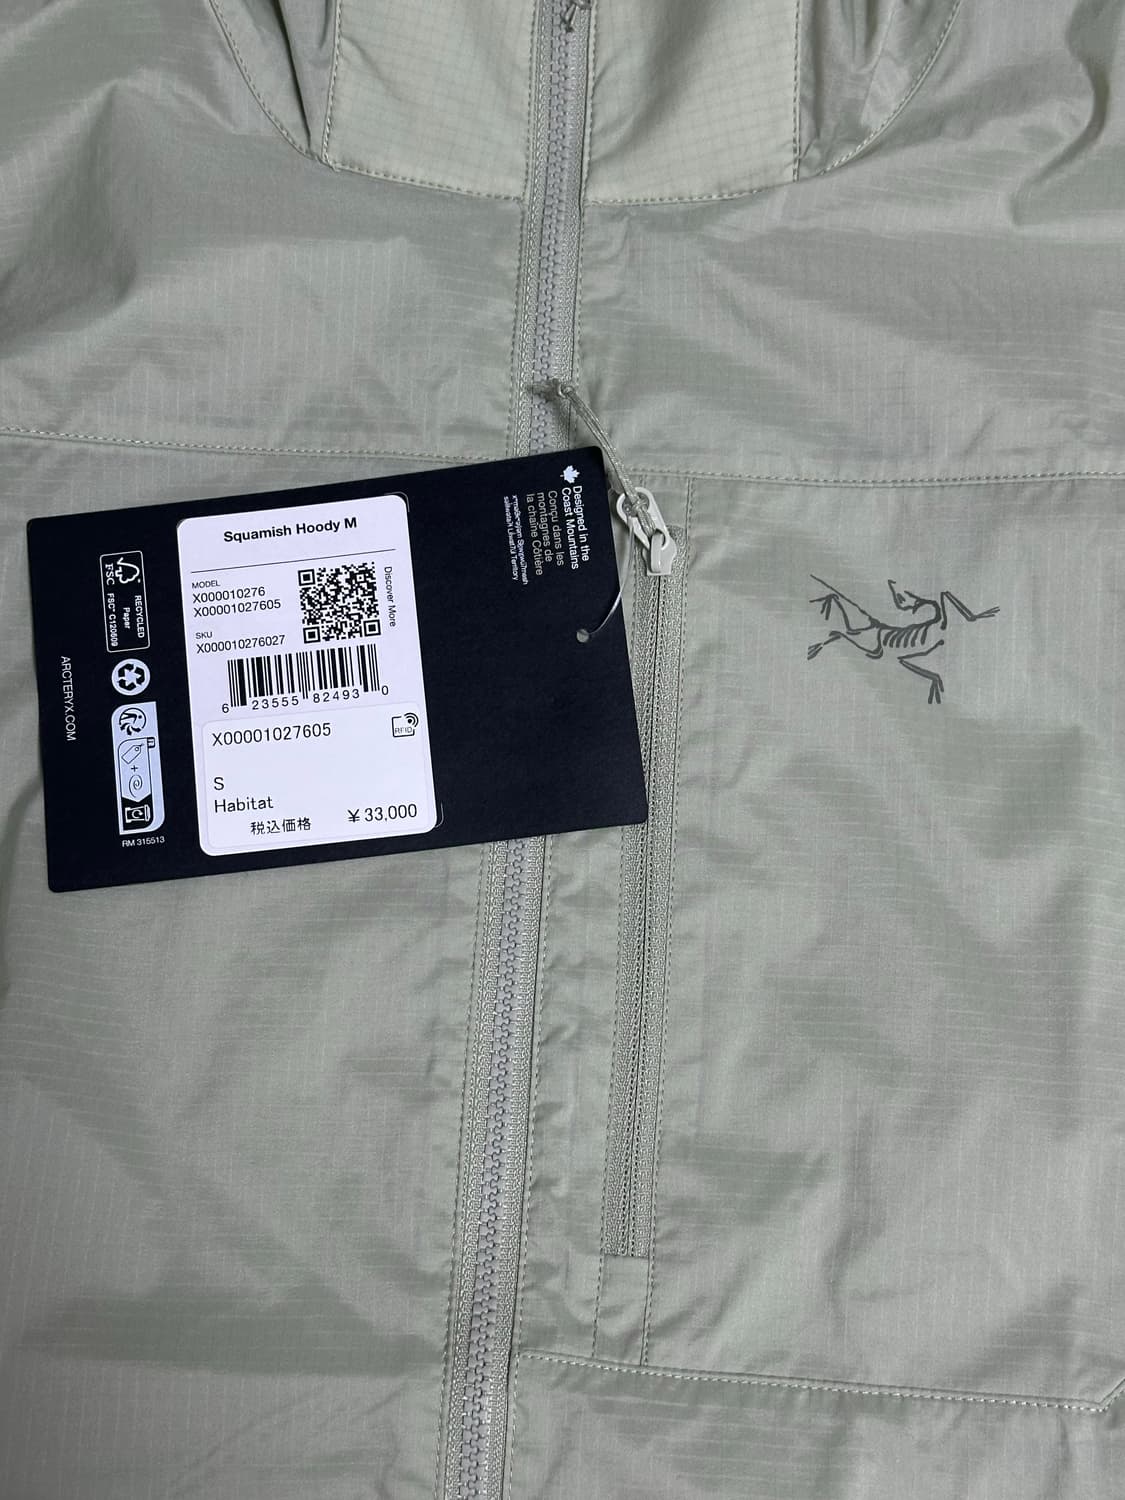 Squamish Hoody M
MODEL
X000010276
X00001027605
SKU
X000010276027
Discover More
6 23555 82493 0
X00001027605
RFID
S
Habitat
税込価格 ¥33,000
Designed in the
Coast Mountains
Conçu dans les
montagnes de
la chaîne Côtière
FSC
RECYCLED
Paper
FSC® C120609
ARCTERYX.COM
RM 315513